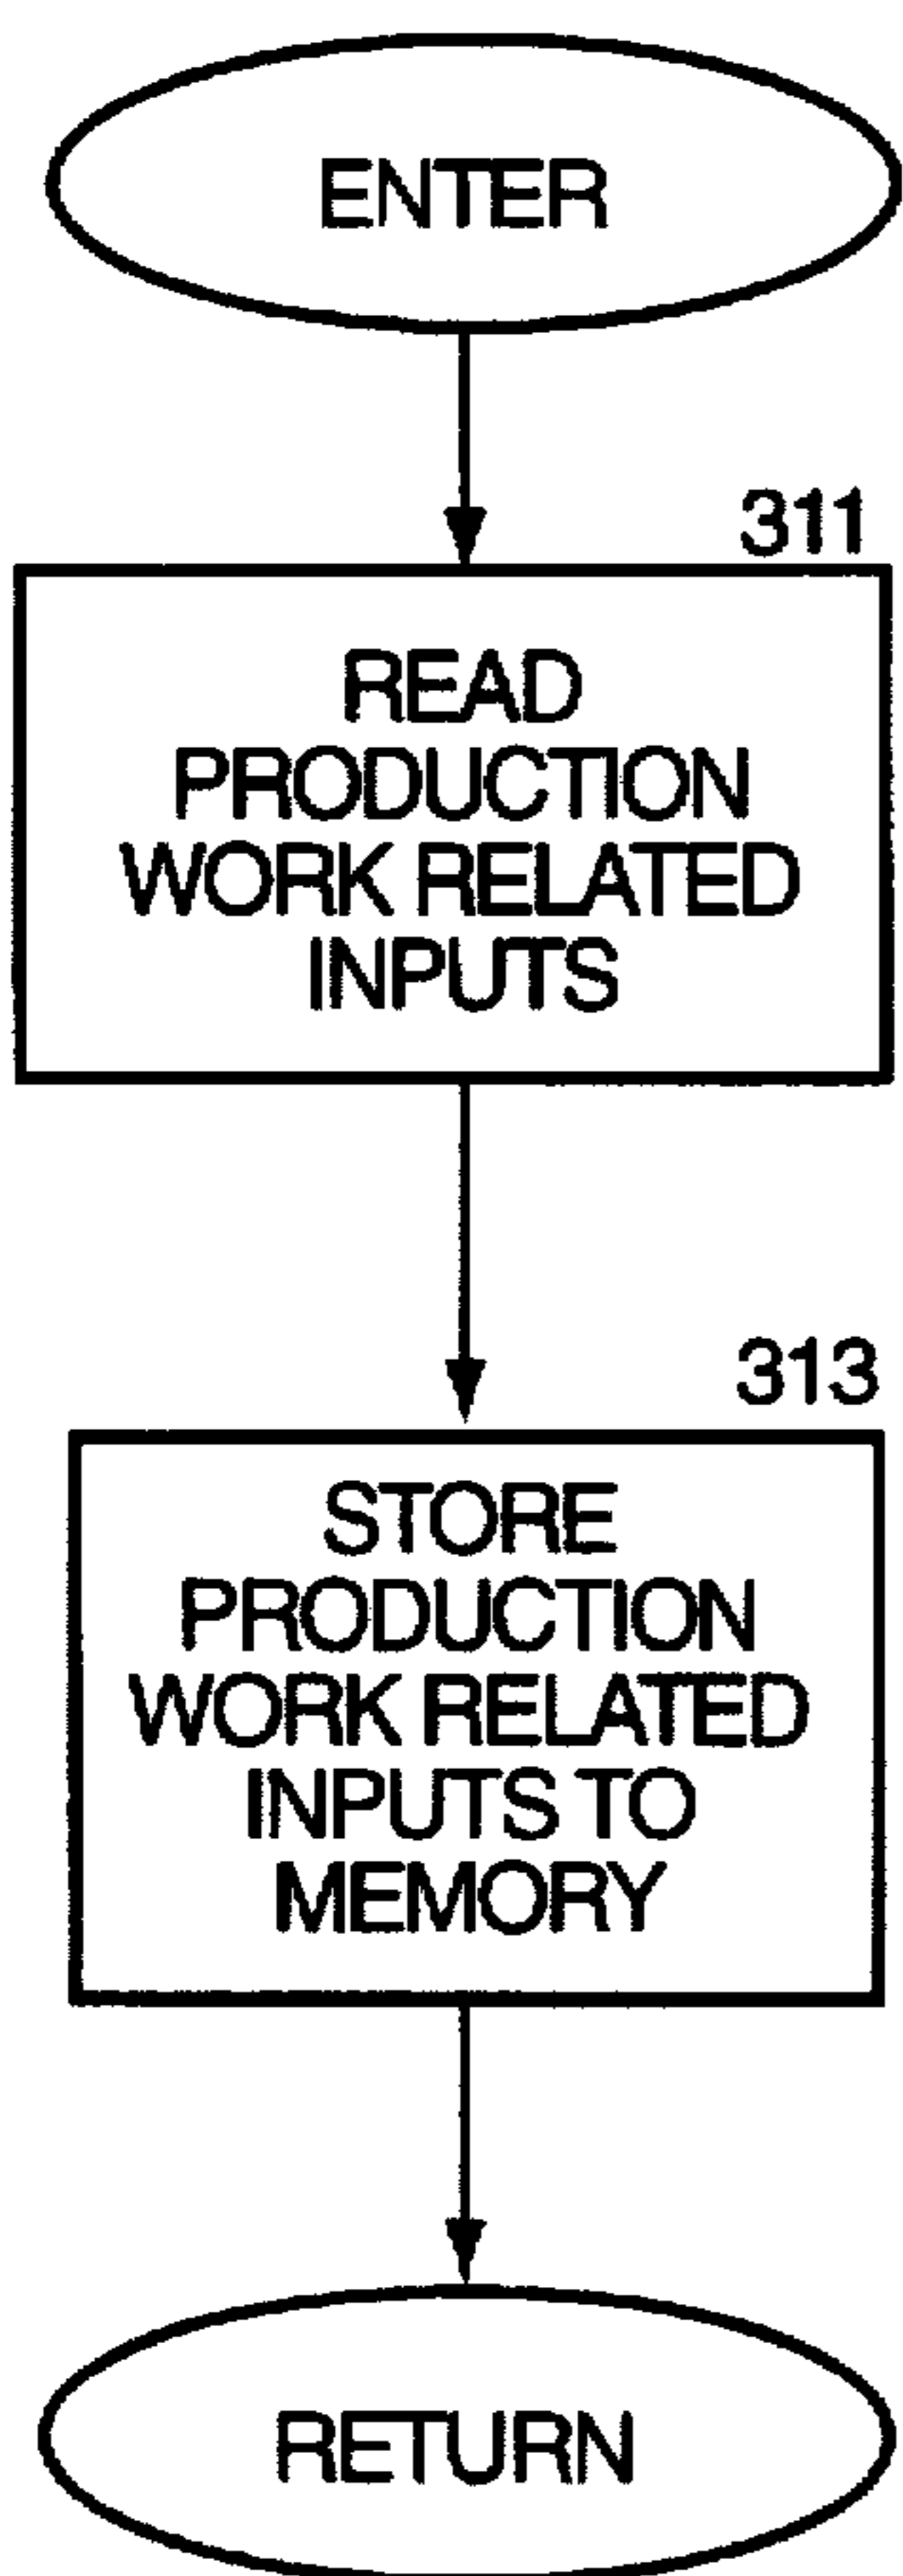 ENTER
311
READ
PRODUCTION
WORK RELATED
INPUTS
313
STORE
PRODUCTION
WORK RELATED
INPUTS TO
MEMORY
RETURN